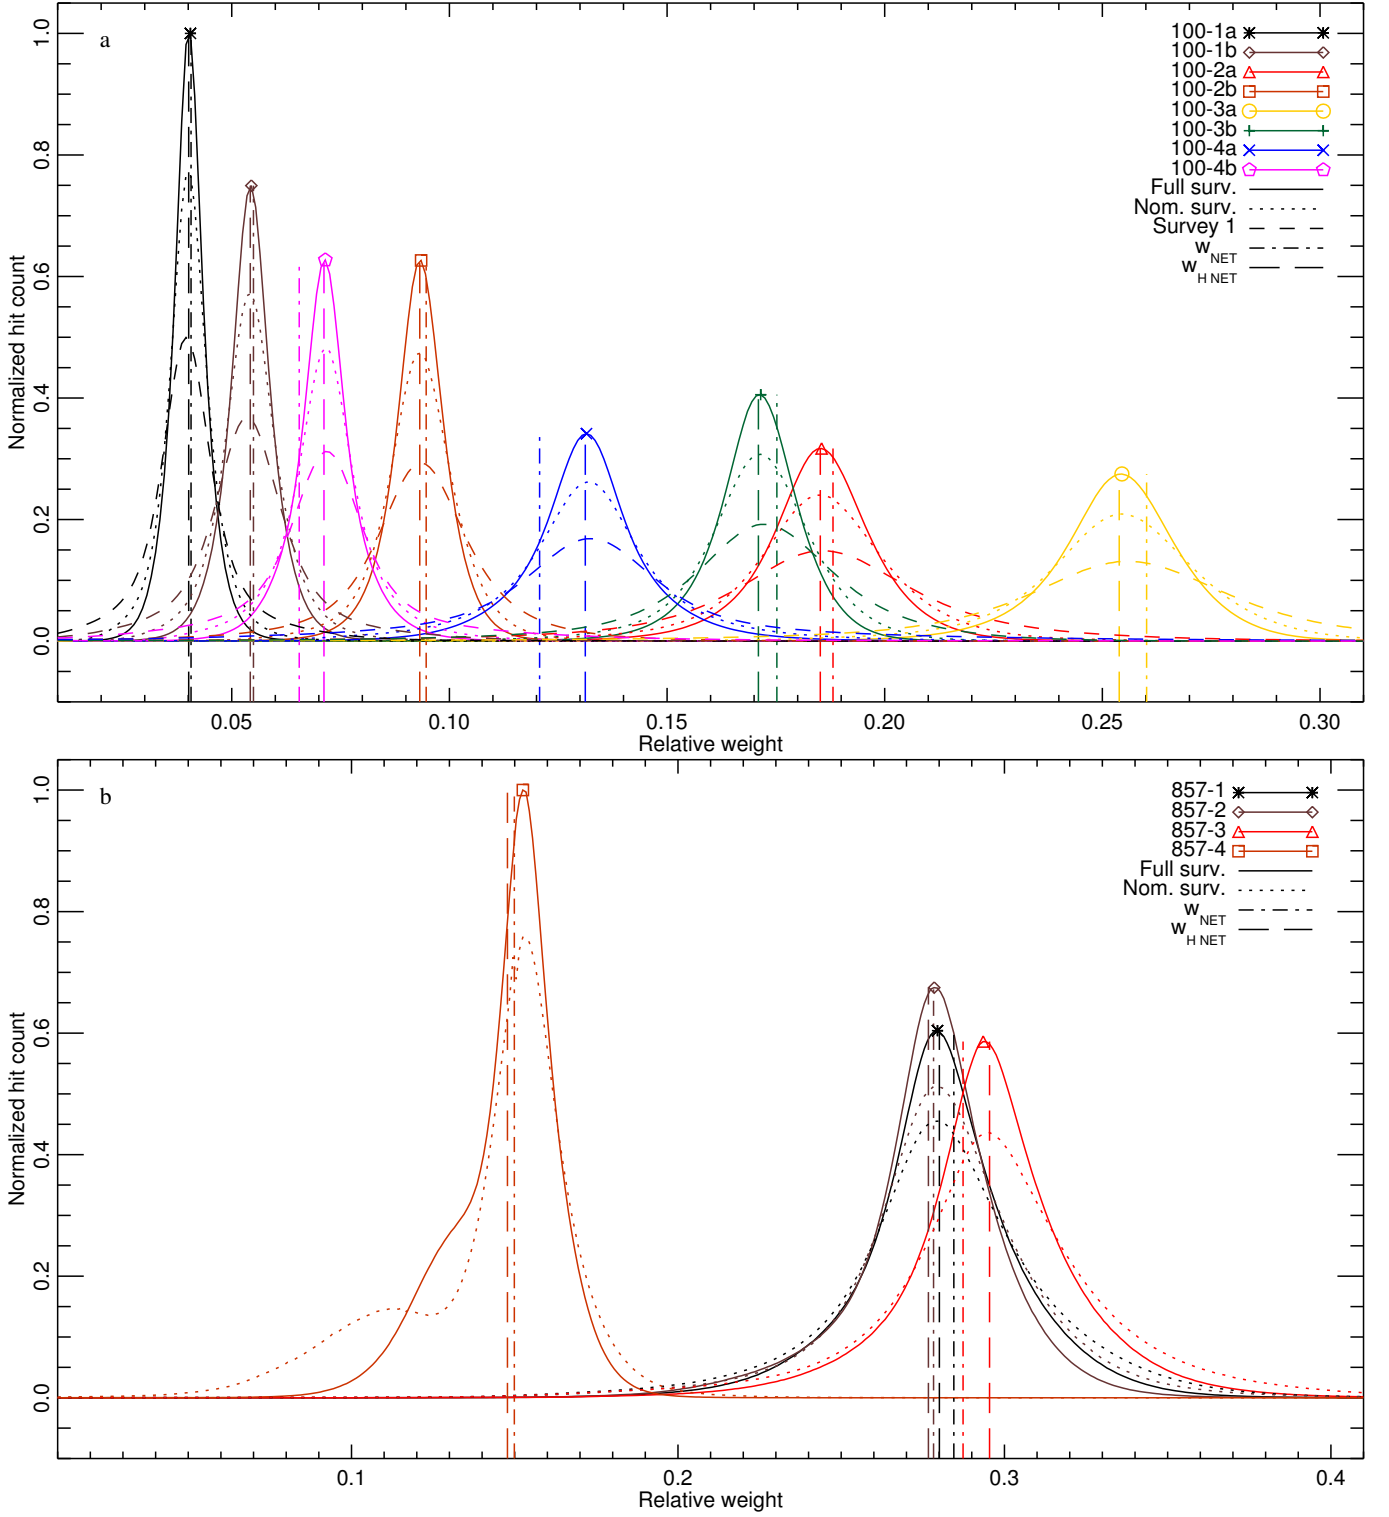 a
100-1a
100-1b
100-2a
100-2b
100-3a
100-3b
100-4a
100-4b
Full surv.
Nom. surv.
Survey 1
w NET
w H NET
Normalized hit count
1.0
0.8
0.6
0.4
0.2
0.0
0.05 0.10 0.15 0.20 0.25 0.30
Relative weight
b
857-1
857-2
857-3
857-4
Full surv.
Nom. surv.
w NET
w H NET
Normalized hit count
1.0
0.8
0.6
0.4
0.2
0.0
0.1 0.2 0.3 0.4
Relative weight